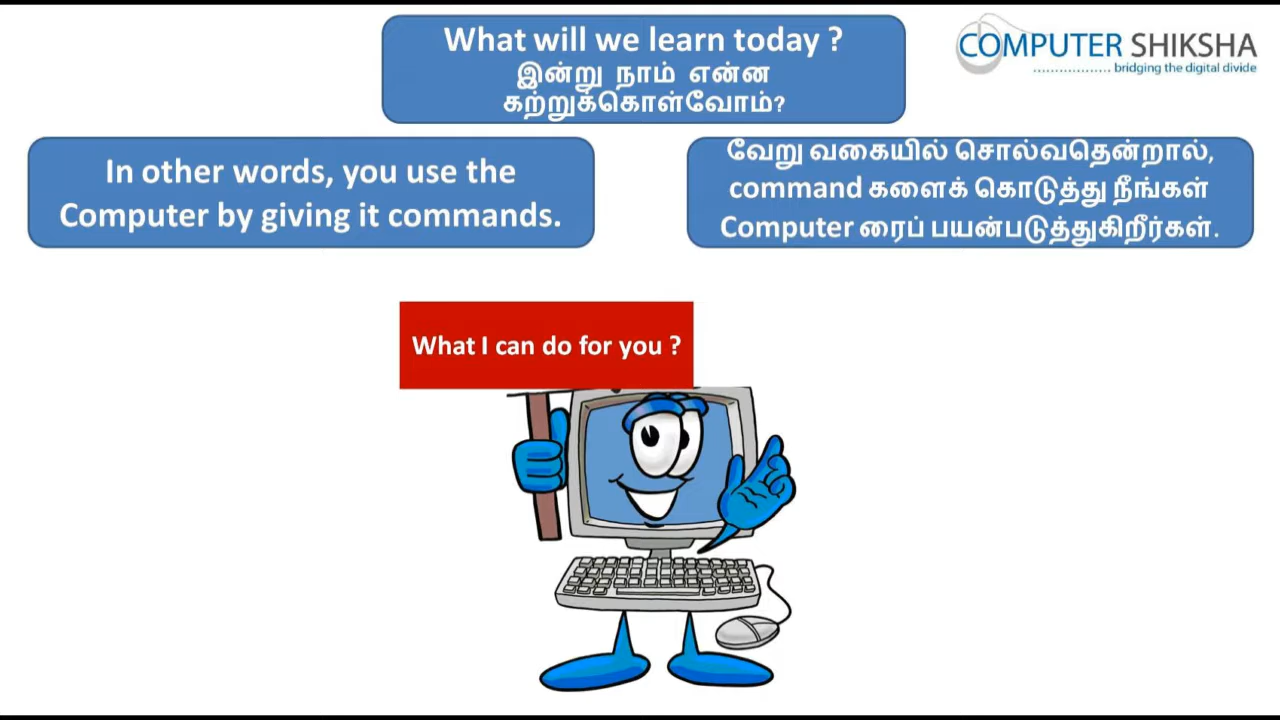 What will we learn today ?
இன்று நாம் என்ன
கற்றுக்கொள்வோம்?
COMPUTER SHIKSHA
.................... bridging the digital divide
In other words, you use the
Computer by giving it commands.
வேறு வகையில் சொல்வதென்றால்,
command களைக் கொடுத்து நீங்கள்
Computer ரைப் பயன்படுத்துகிறீர்கள்.
What I can do for you ?